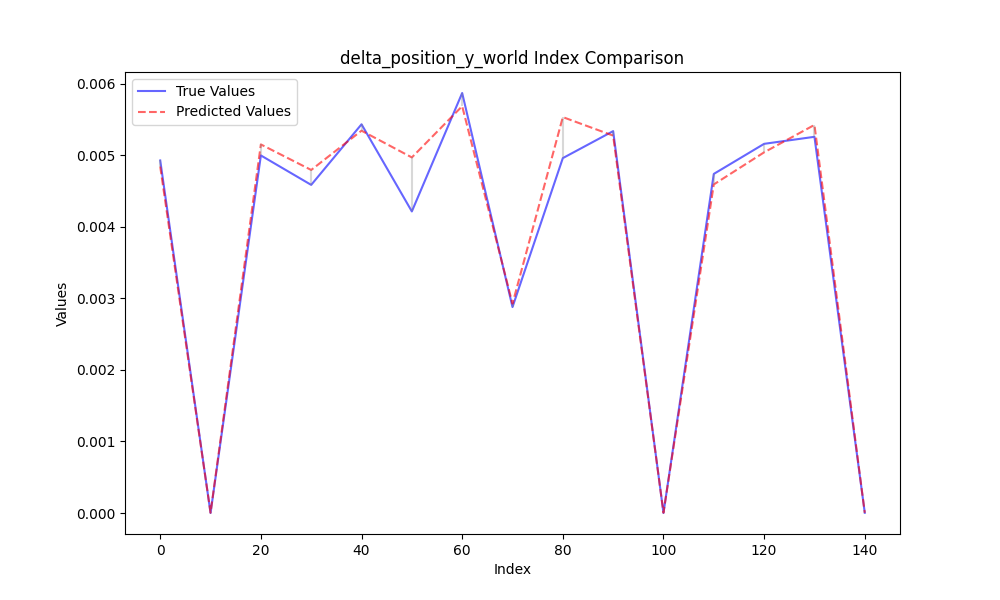 delta_position_y_world Index Comparison
True Values
Predicted Values
0.006
0.005
0.004
0.003
0.002
0.001
0.000
Values
0 20 40 60 80 100 120 140
Index